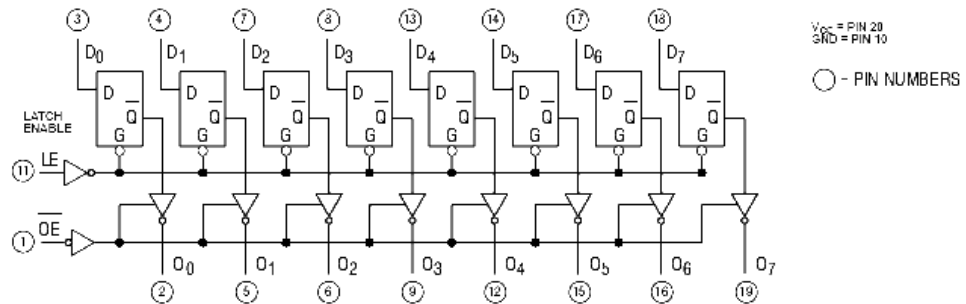 3 4 7 8 13 14 17 18
V_CC = PIN 20
GND = PIN 10
D0 D1 D2 D3 D4 D5 D6 D7
○ - PIN NUMBERS
D D D D D D D D
Q̅ Q̅ Q̅ Q̅ Q̅ Q̅ Q̅ Q̅
LATCH
ENABLE
G G G G G G G G
11 LE
1 O̅E̅
O0 O1 O2 O3 O4 O5 O6 O7
2 5 6 9 12 15 16 19